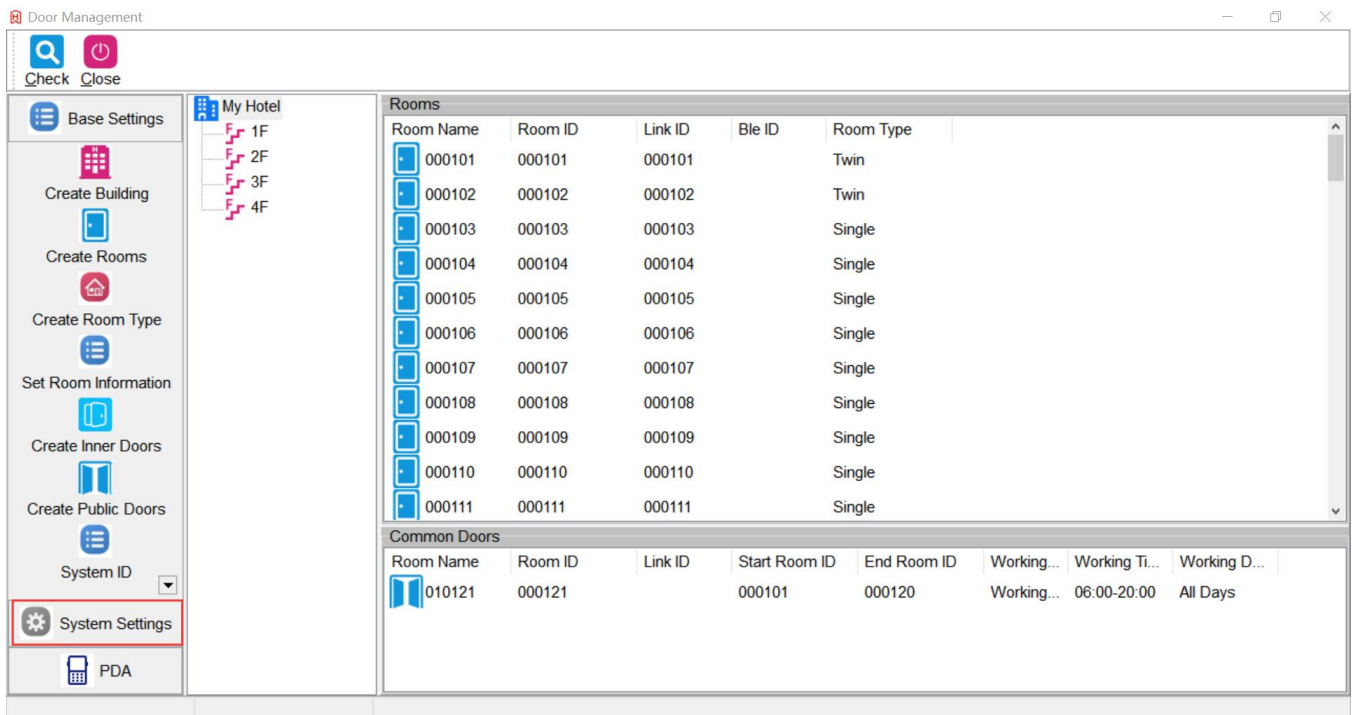 Door Management
Check Close
Base Settings
Create Building
Create Rooms
Create Room Type
Set Room Information
Create Inner Doors
Create Public Doors
System ID
System Settings
PDA
My Hotel
1F
2F
3F
4F
Rooms
Room Name Room ID Link ID Ble ID Room Type
000101 000101 000101 Twin
000102 000102 000102 Twin
000103 000103 000103 Single
000104 000104 000104 Single
000105 000105 000105 Single
000106 000106 000106 Single
000107 000107 000107 Single
000108 000108 000108 Single
000109 000109 000109 Single
000110 000110 000110 Single
000111 000111 000111 Single
Common Doors
Room Name Room ID Link ID Start Room ID End Room ID Working... Working Ti... Working D...
010121 000121 000101 000120 Working... 06:00-20:00 All Days